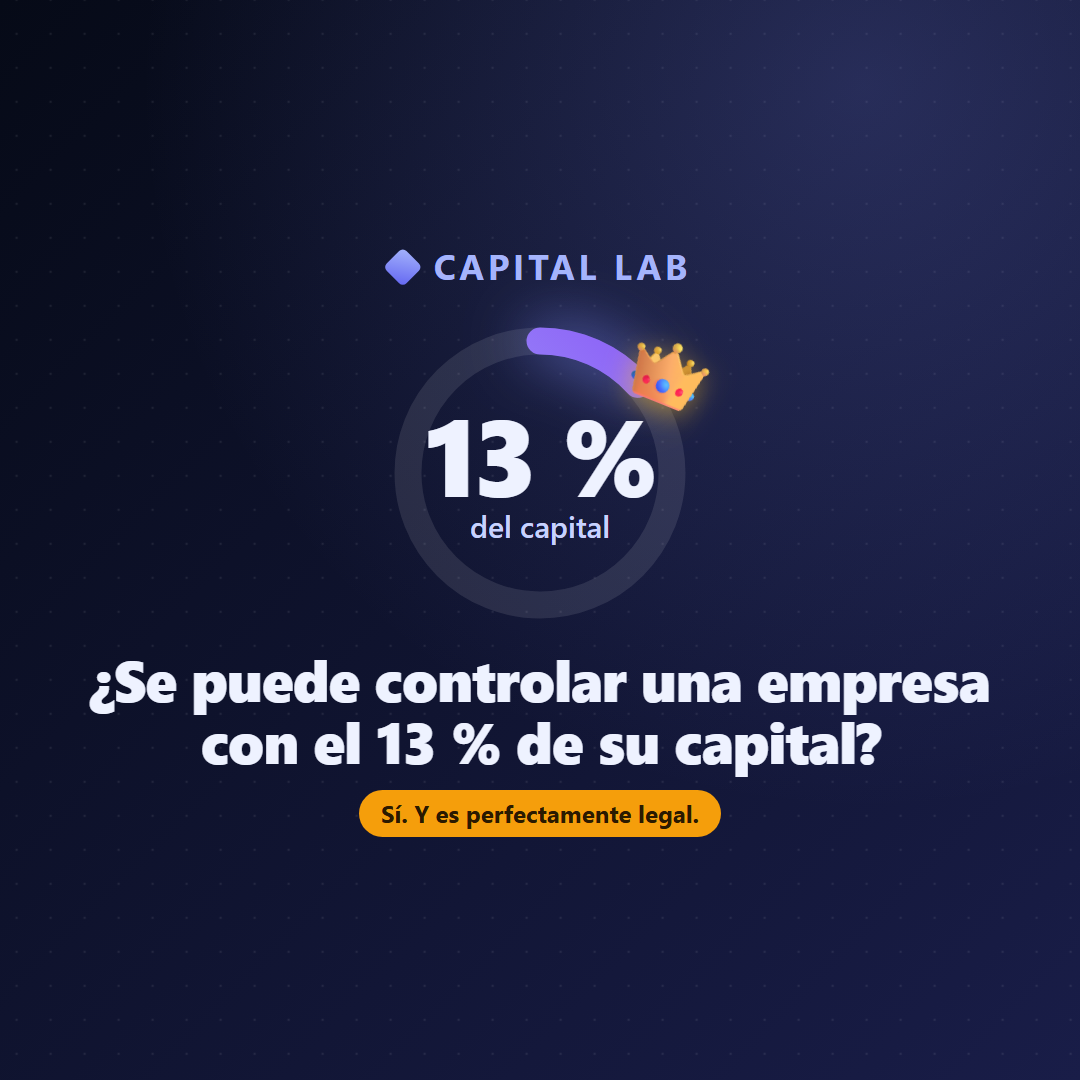 CAPITAL LAB
13 %
del capital
¿Se puede controlar una empresa
con el 13 % de su capital?
Sí. Y es perfectamente legal.